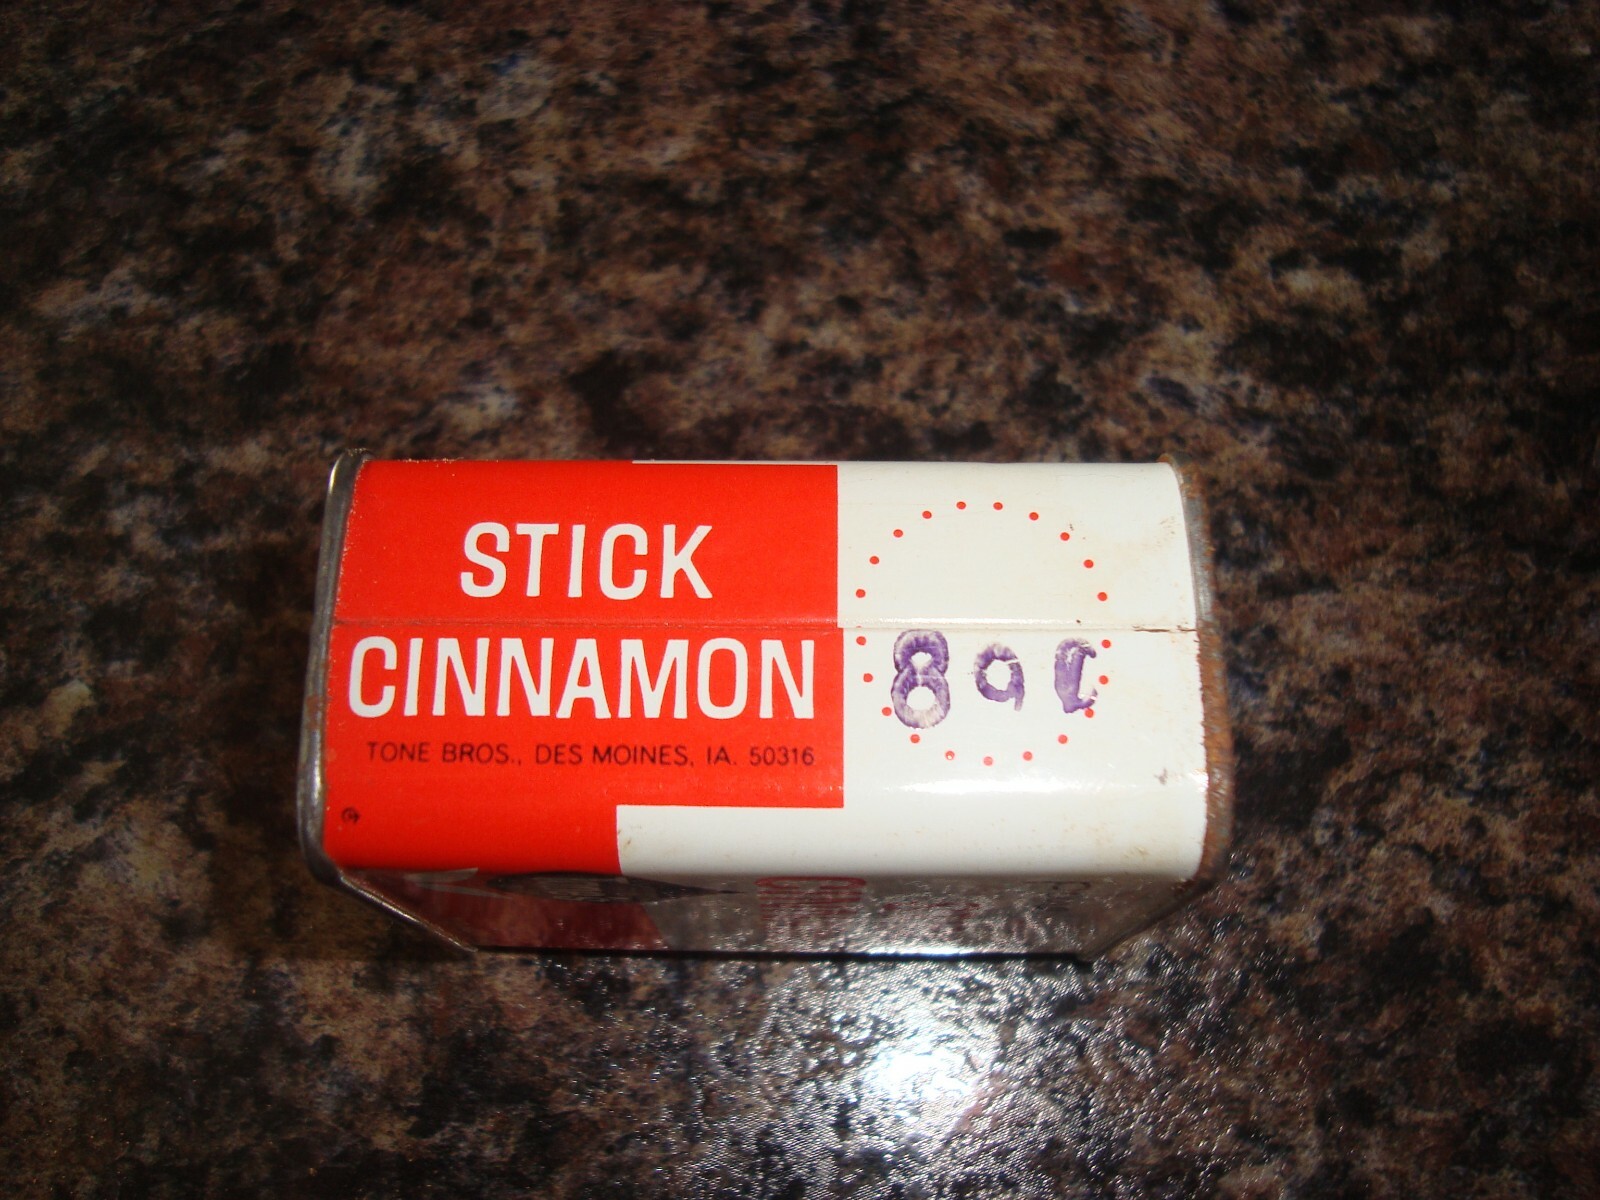 STICK
CINNAMON
TONE BROS., DES MOINES, IA. 50316
89¢